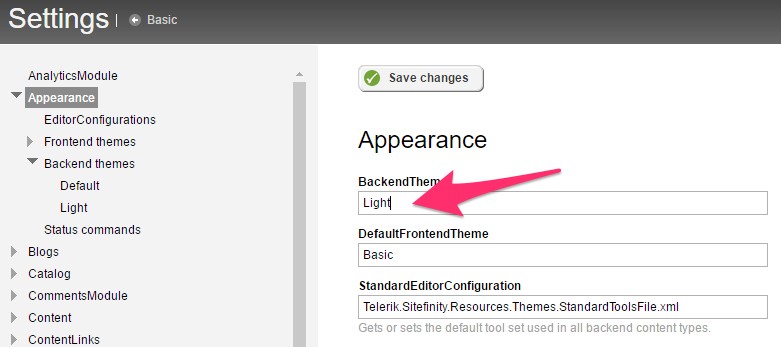 Settings | Basic
AnalyticsModule
Appearance
EditorConfigurations
Frontend themes
Backend themes
Default
Light
Status commands
Blogs
Catalog
CommentsModule
Content
ContentLinks
Save changes
Appearance
Light
DefaultFrontendTheme
Basic
StandardEditorConfiguration
Telerik.Sitefinity.Resources.Themes.StandardToolsFile.xml
Gets or sets the default tool set used in all backend content types.